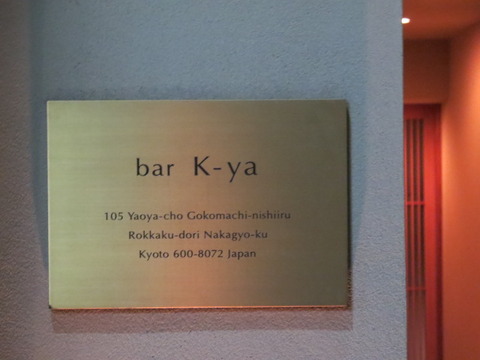 bar K-ya
105 Yaoya-cho Gokomachi-nishiiru
Rokkaku-dori Nakagyo-ku
Kyoto 600-8072 Japan